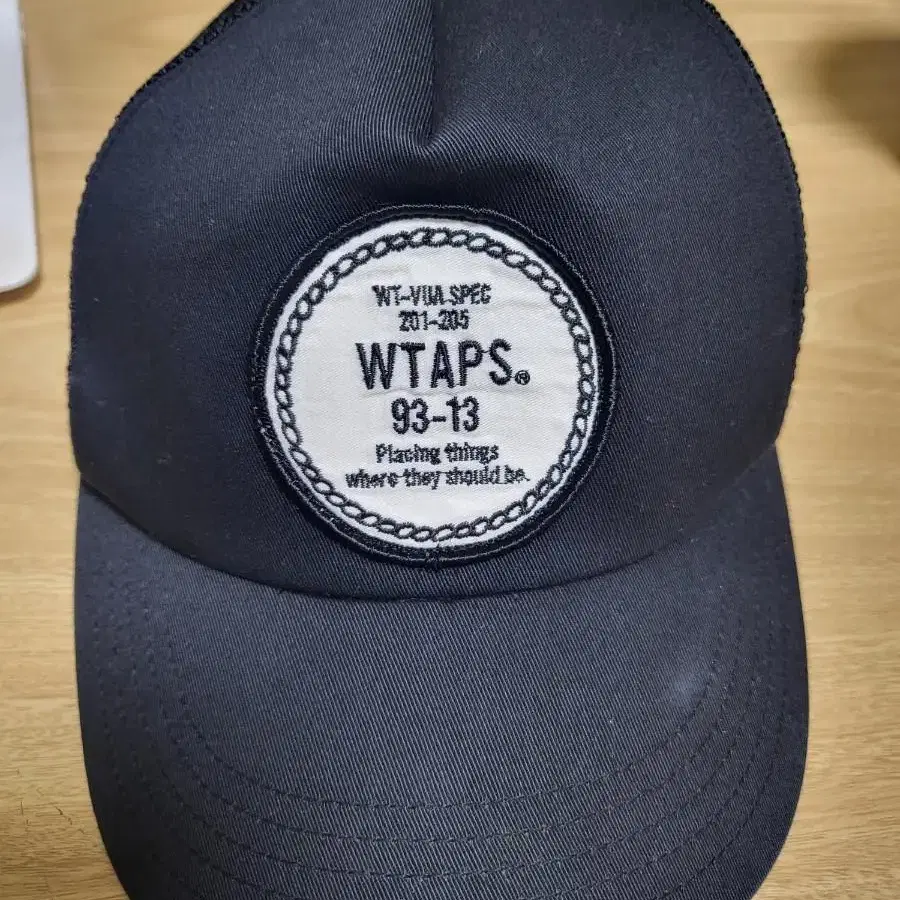 WT-VUA SPEC
201-205
WTAPS®
93-13
Placing things
where they should be.